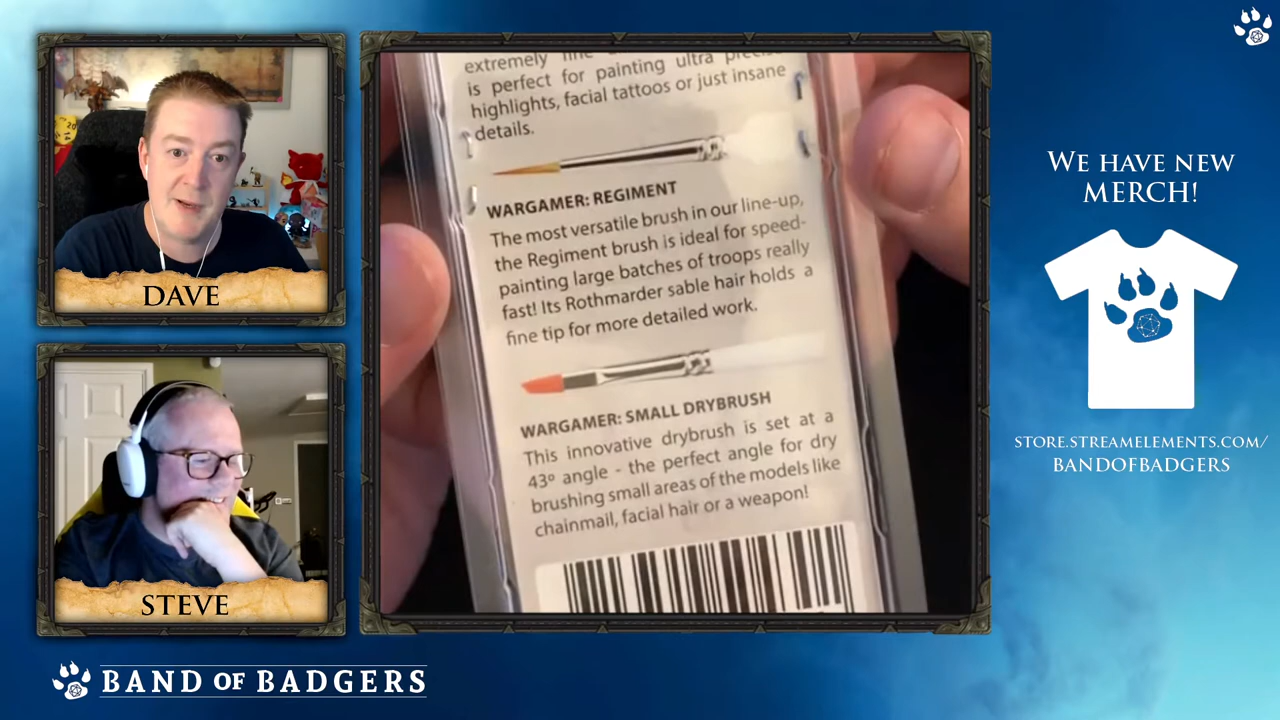 DAVE
STEVE
BAND OF BADGERS
extremely fine
is perfect for painting ultra precise
highlights, facial tattoos or just insane
details.
WARGAMER: REGIMENT
The most versatile brush in our line-up,
the Regiment brush is ideal for speed-
painting large batches of troops really
fast! Its Rothmarder sable hair holds a
fine tip for more detailed work.
WARGAMER: SMALL DRYBRUSH
This innovative drybrush is set at a
43º angle - the perfect angle for dry
brushing small areas of the models like
chainmail, facial hair or a weapon!
WE HAVE NEW
MERCH!
STORE.STREAMELEMENTS.COM/
BANDOFBADGERS